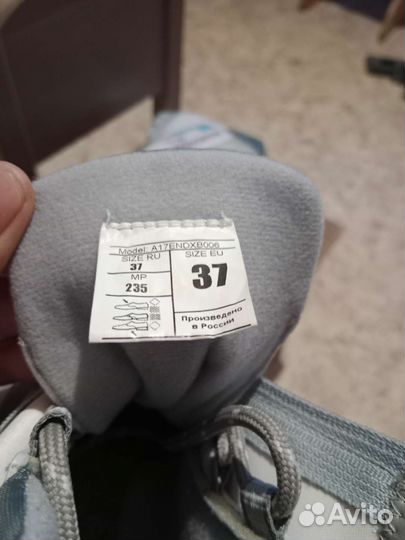 Model: A17ENDXB006
SIZE RU
37
MP
235
SIZE EU
37
Произведено
в России
Avito